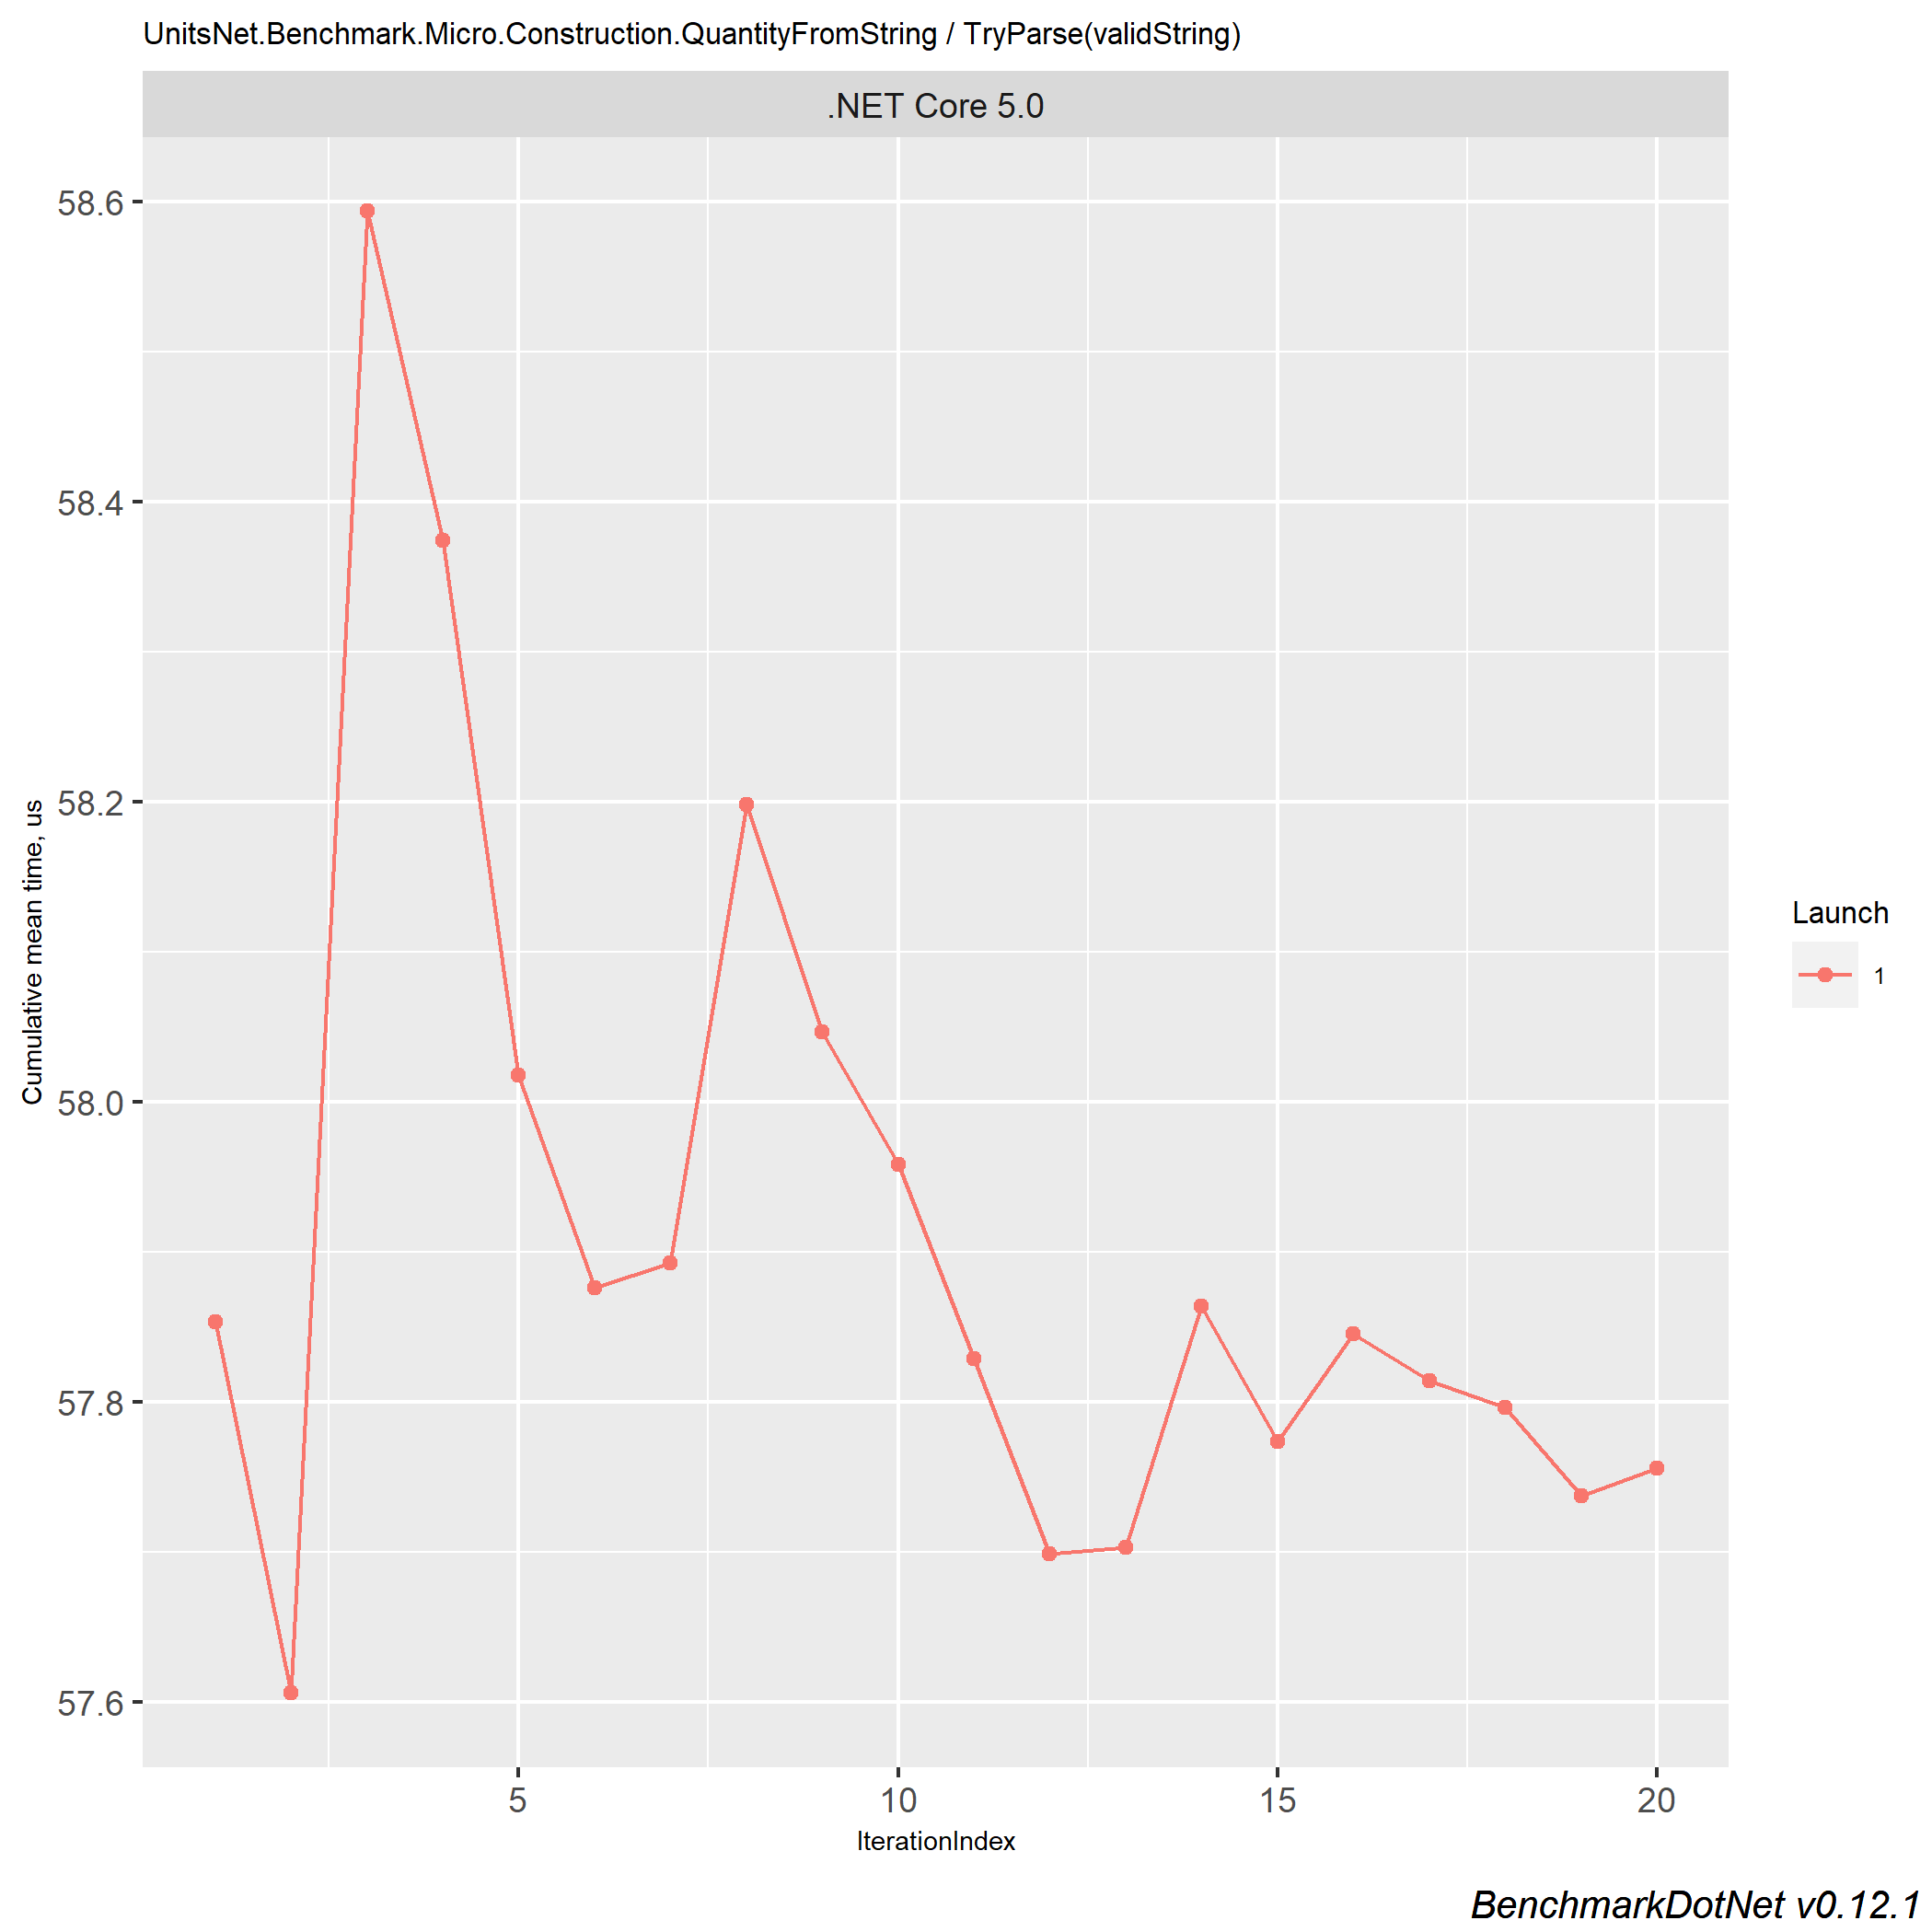 UnitsNet.Benchmark.Micro.Construction.QuantityFromString / TryParse(validString)
.NET Core 5.0
58.6
58.4
58.2
58.0
57.8
57.6
Cumulative mean time, us
5
10
15
20
IterationIndex
Launch
1
BenchmarkDotNet v0.12.1